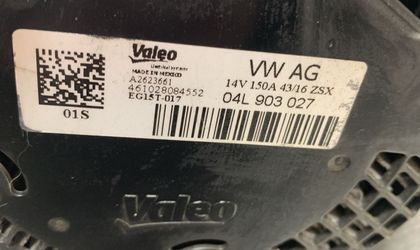 Valeo
MADE IN MEXICO
A2623661
461028084552
EG15T-017
01S
VW AG
14V 150A 43/16 ZSX
04L 903 027
Valeo